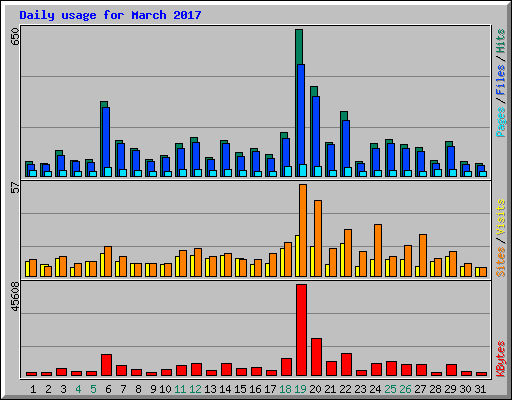 Daily usage for March 2017
650
Pages / Files / Hits
57
Sites / Visits
45608
KBytes
1 2 3 4 5 6 7 8 9 10 11 12 13 14 15 16 17 18 19 20 21 22 23 24 25 26 27 28 29 30 31